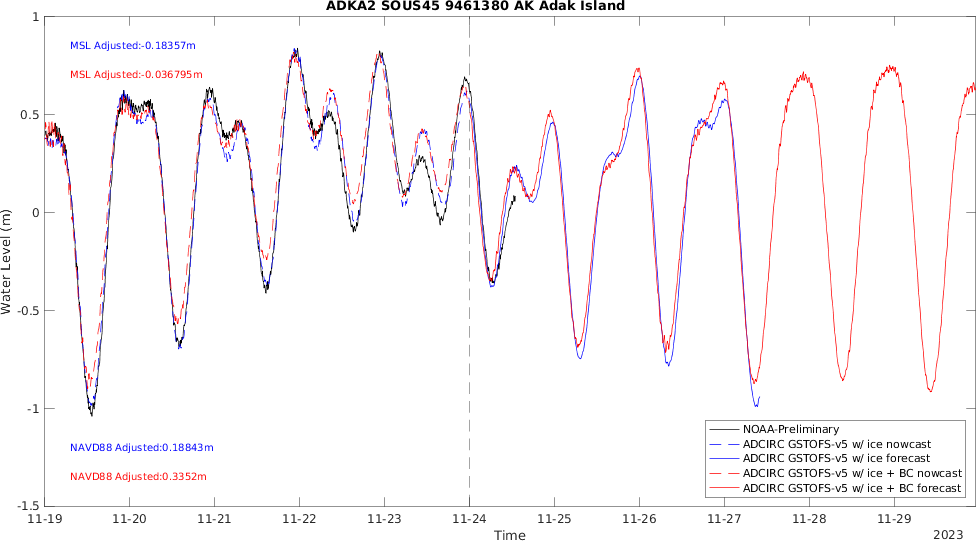 ADKA2 SOUS45 9461380 AK Adak Island
1
MSL Adjusted:-0.18357m
MSL Adjusted:-0.036795m
0.5
0
Water Level (m)
-0.5
-1
NOAA-Preliminary
ADCIRC GSTOFS-v5 w/ ice nowcast
NAVD88 Adjusted:0.18843m
ADCIRC GSTOFS-v5 w/ ice forecast
ADCIRC GSTOFS-v5 w/ ice + BC nowcast
NAVD88 Adjusted:0.3352m
ADCIRC GSTOFS-v5 w/ ice + BC forecast
-1.5
11-19 11-20 11-21 11-22 11-23 11-24 11-25 11-26 11-27 11-28 11-29
Time
2023